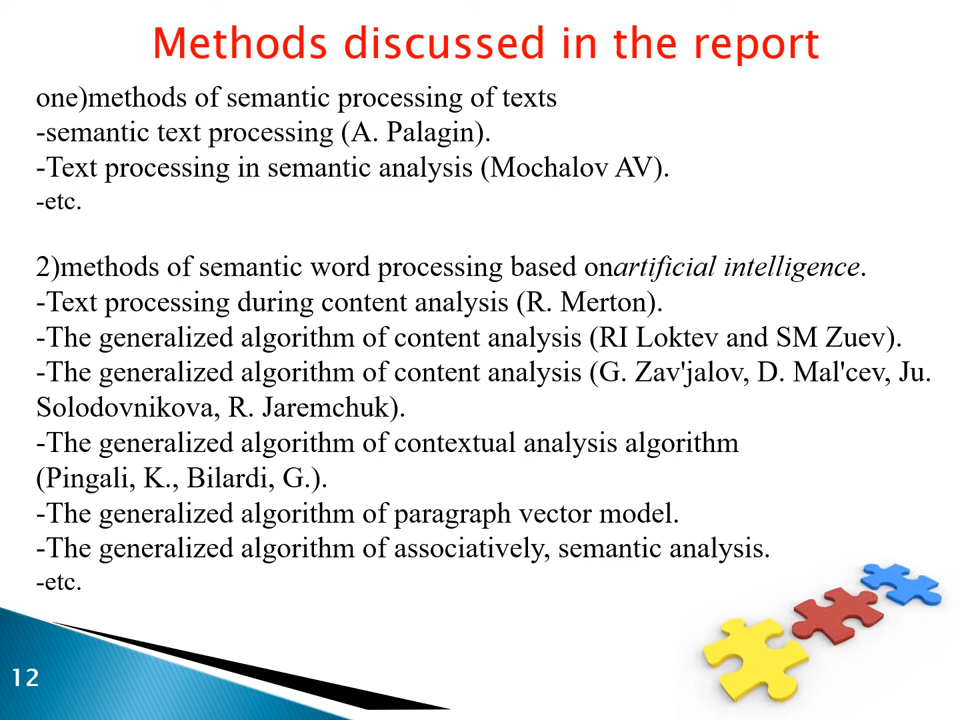 Methods discussed in the report
one)methods of semantic processing of texts
-semantic text processing (A. Palagin).
-Text processing in semantic analysis (Mochalov AV).
-etc.
2)methods of semantic word processing based onartificial intelligence.
-Text processing during content analysis (R. Merton).
-The generalized algorithm of content analysis (RI Loktev and SM Zuev).
-The generalized algorithm of content analysis (G. Zav'jalov, D. Mal'cev, Ju.
Solodovnikova, R. Jaremchuk).
-The generalized algorithm of contextual analysis algorithm
(Pingali, K., Bilardi, G.).
-The generalized algorithm of paragraph vector model.
-The generalized algorithm of associatively, semantic analysis.
-etc.
12